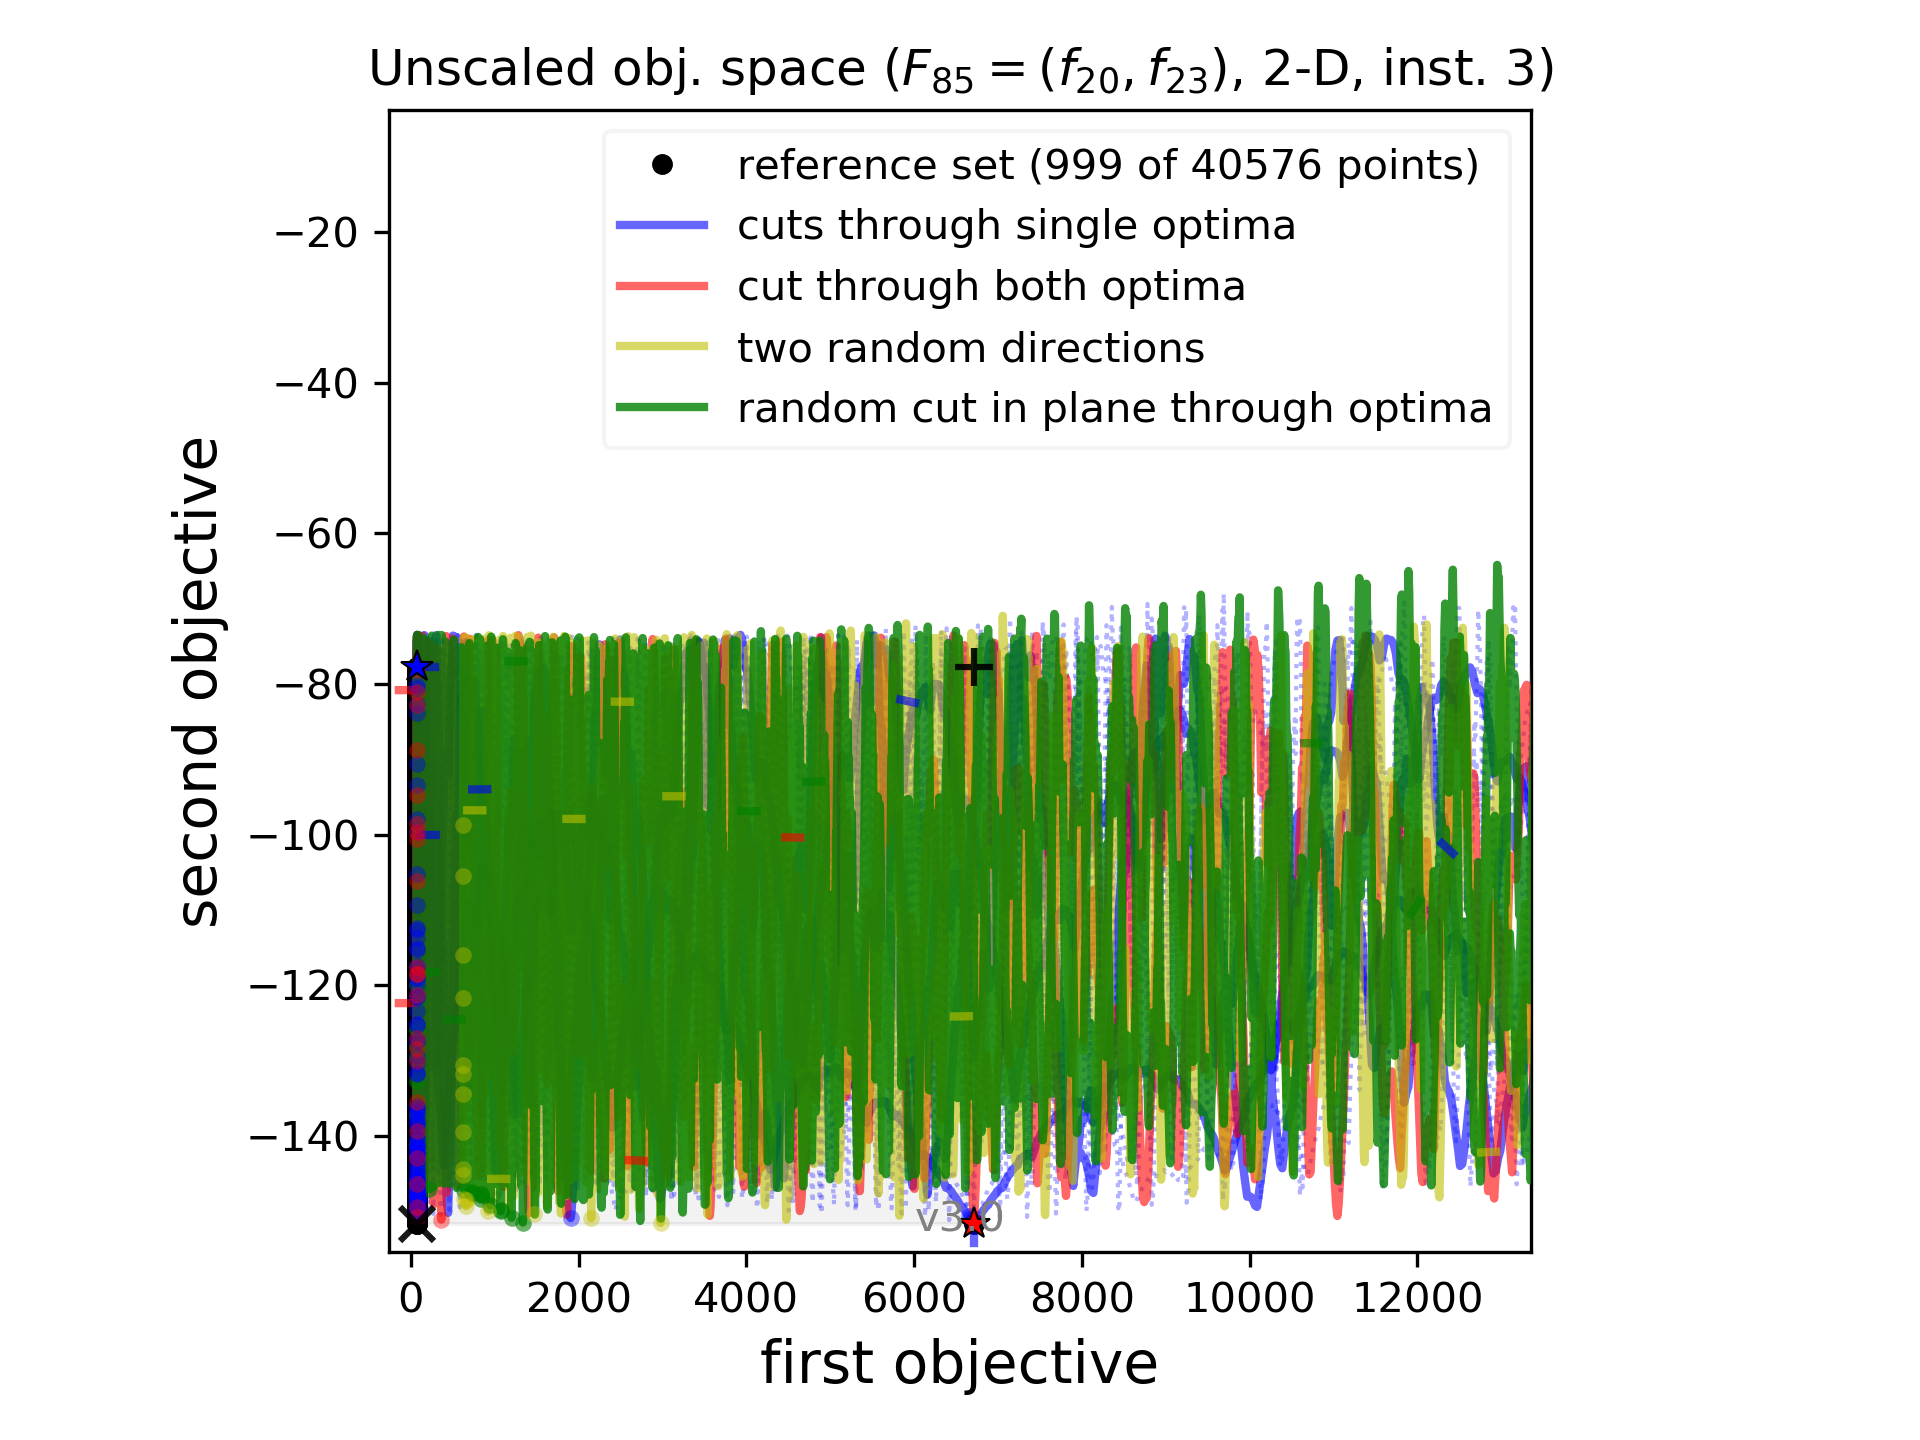 Unscaled obj. space (F85 = (f20, f23), 2-D, inst. 3)
reference set (999 of 40576 points)
cuts through single optima
cut through both optima
two random directions
random cut in plane through optima
second objective
−20
−40
−60
−80
−100
−120
−140
0
2000
4000
6000
8000
10000
12000
first objective